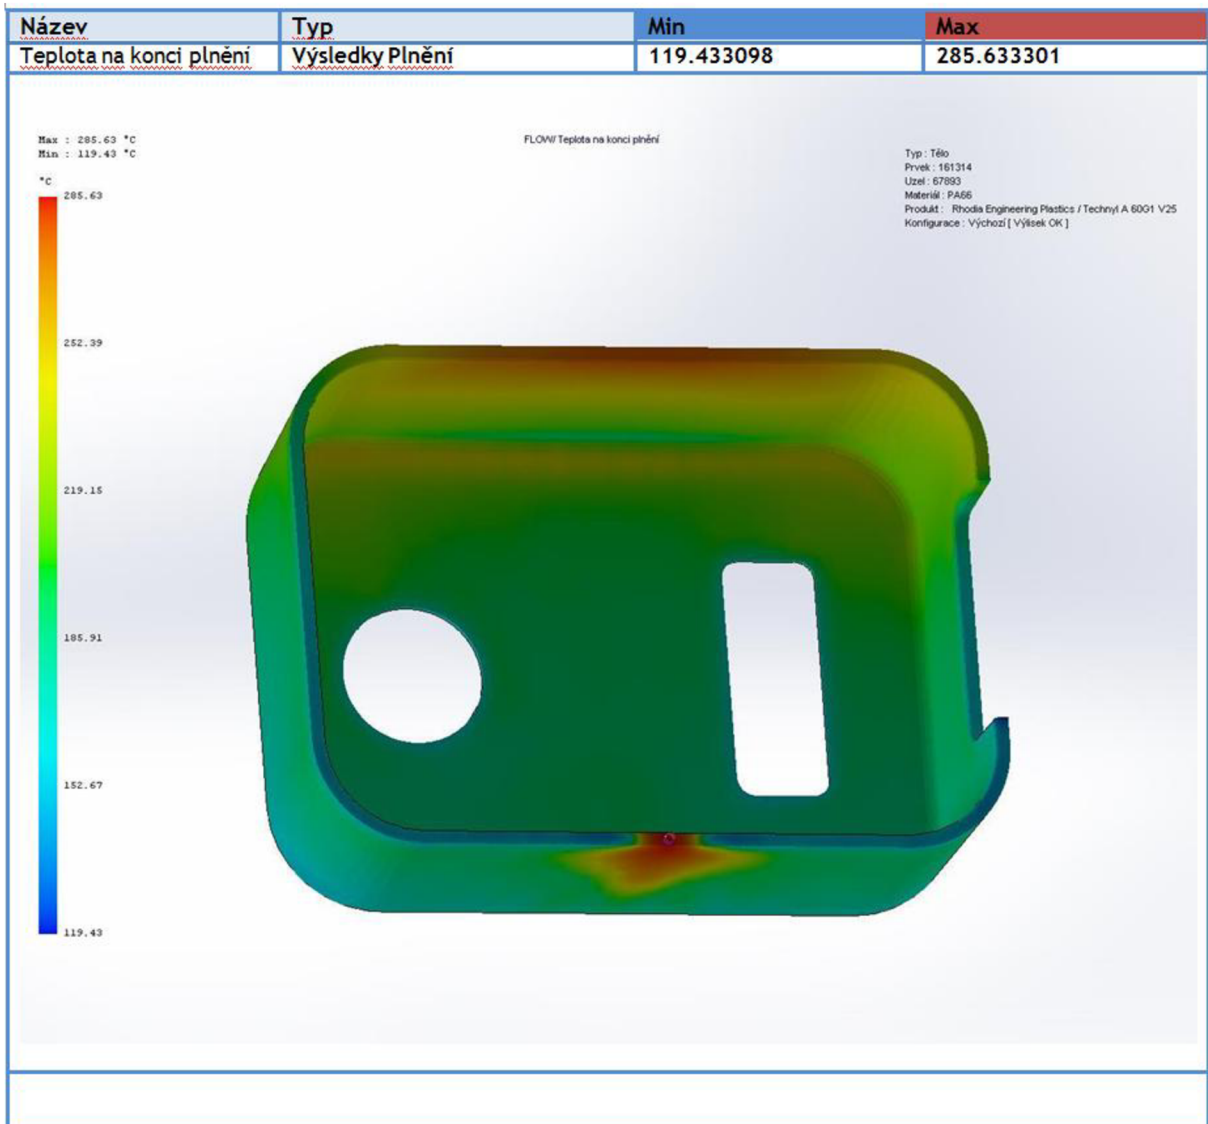 Název Typ Min Max
Teplota na konci plnění Výsledky Plnění 119.433098 285.633301
Max : 285.63 °C
Min : 119.43 °C
FLOW/ Teplota na konci plnění
Typ : Tělo
Prvek : 161314
Uzel : 67893
Materiál : PA66
Produkt : Rhodia Engineering Plastics / Technyl A 60G1 V25
Konfigurace : Výchozí [ Výlisek OK ]
°C
285.63
252.39
219.15
185.91
152.67
119.43